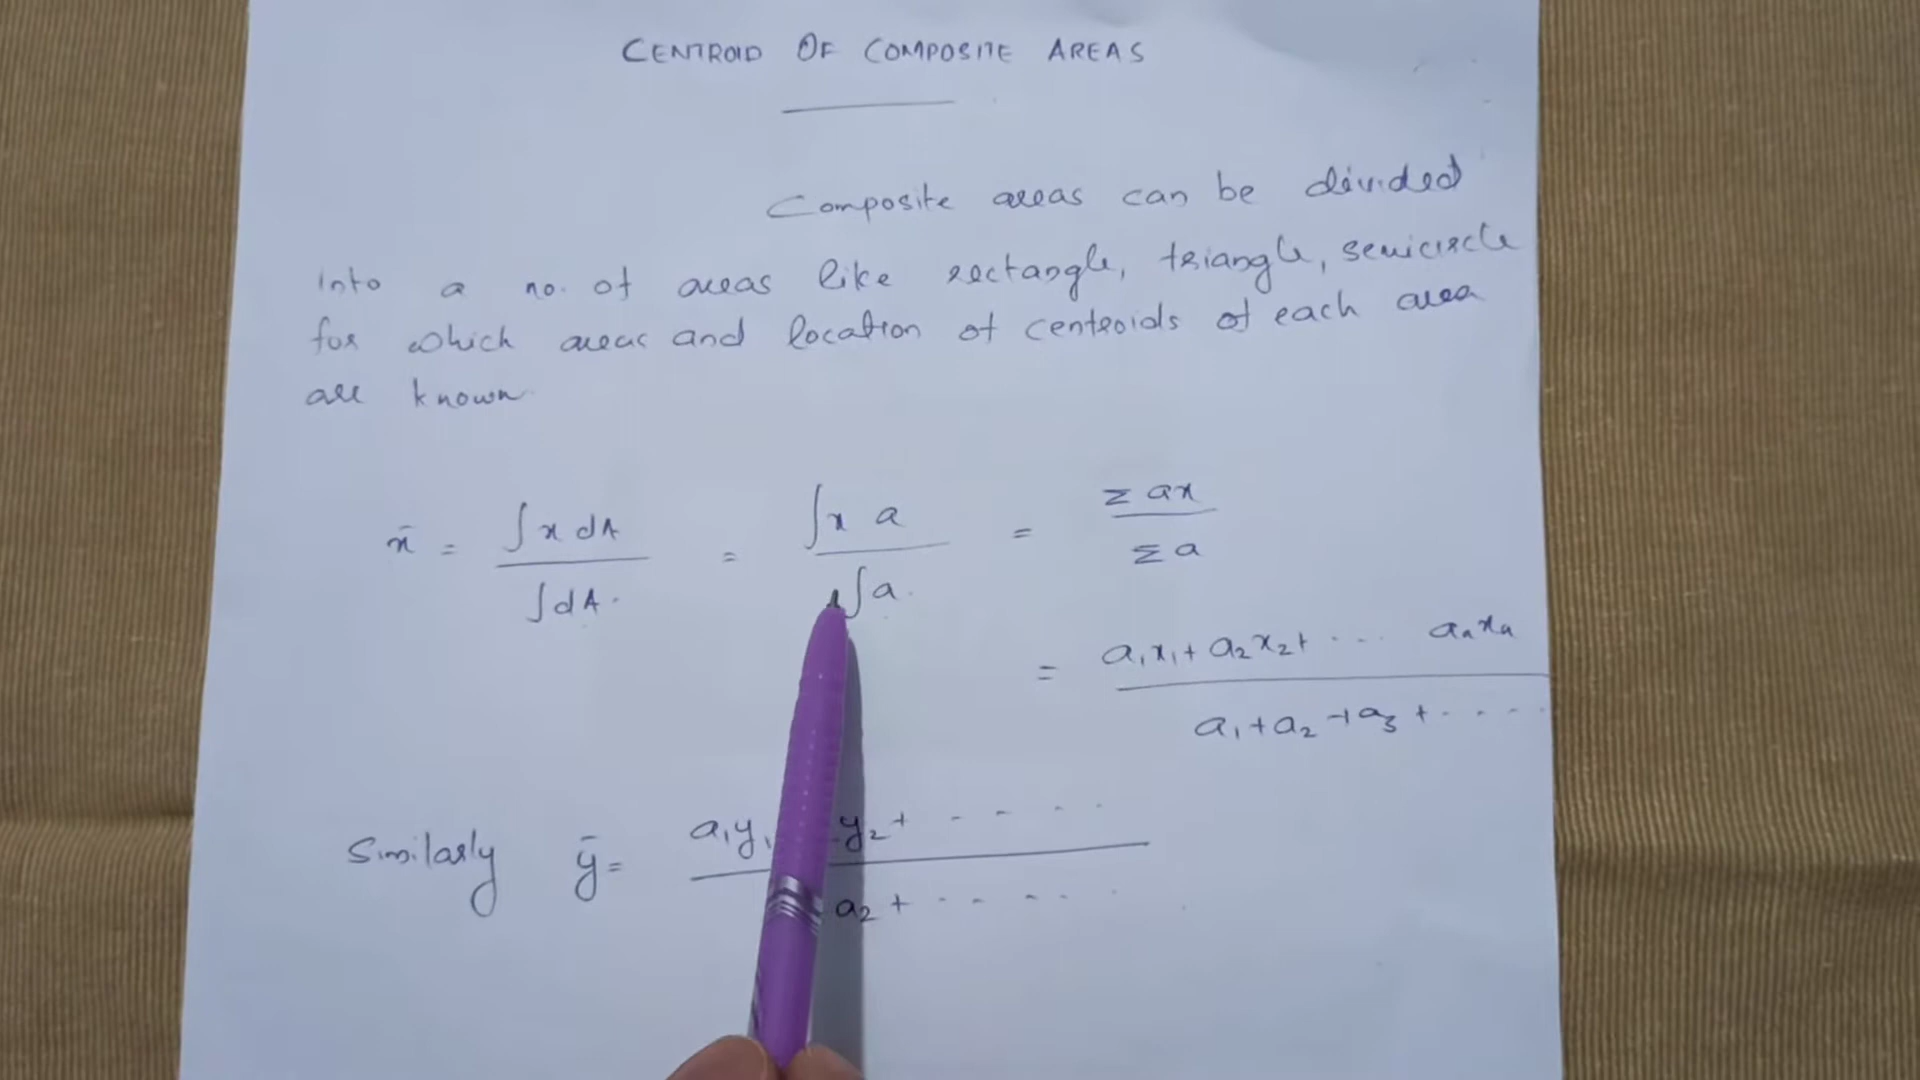 CENTROID OF COMPOSITE AREAS
Composite areas can be divided
into a no. of areas like rectangle, triangle, semicircle
for which areas and location of centroids of each area
are known.
x̄ = ∫x dA / ∫dA. = ∫x a / ∫a. = Σ ax / Σ a
= a₁x₁ + a₂x₂ + ... aₙxₙ / a₁ + a₂ + a₃ + ....
Similarly ȳ = a₁y₁ y₂ + - - - - / a₂ + - - - -